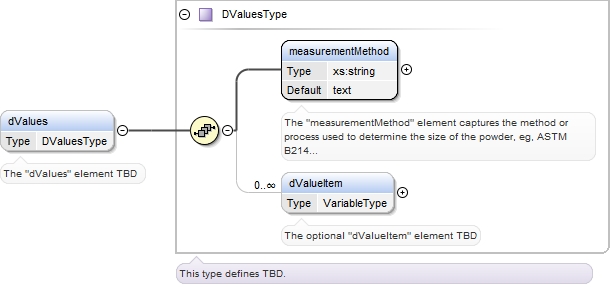 DValuesType
measurementMethod
Type xs:string
Default text
The "measurementMethod" element captures the method or
process used to determine the size of the powder, eg, ASTM
B214...
dValues
Type DValuesType
The "dValues" element TBD
0..∞
dValueItem
Type VariableType
The optional "dValueItem" element TBD
This type defines TBD.